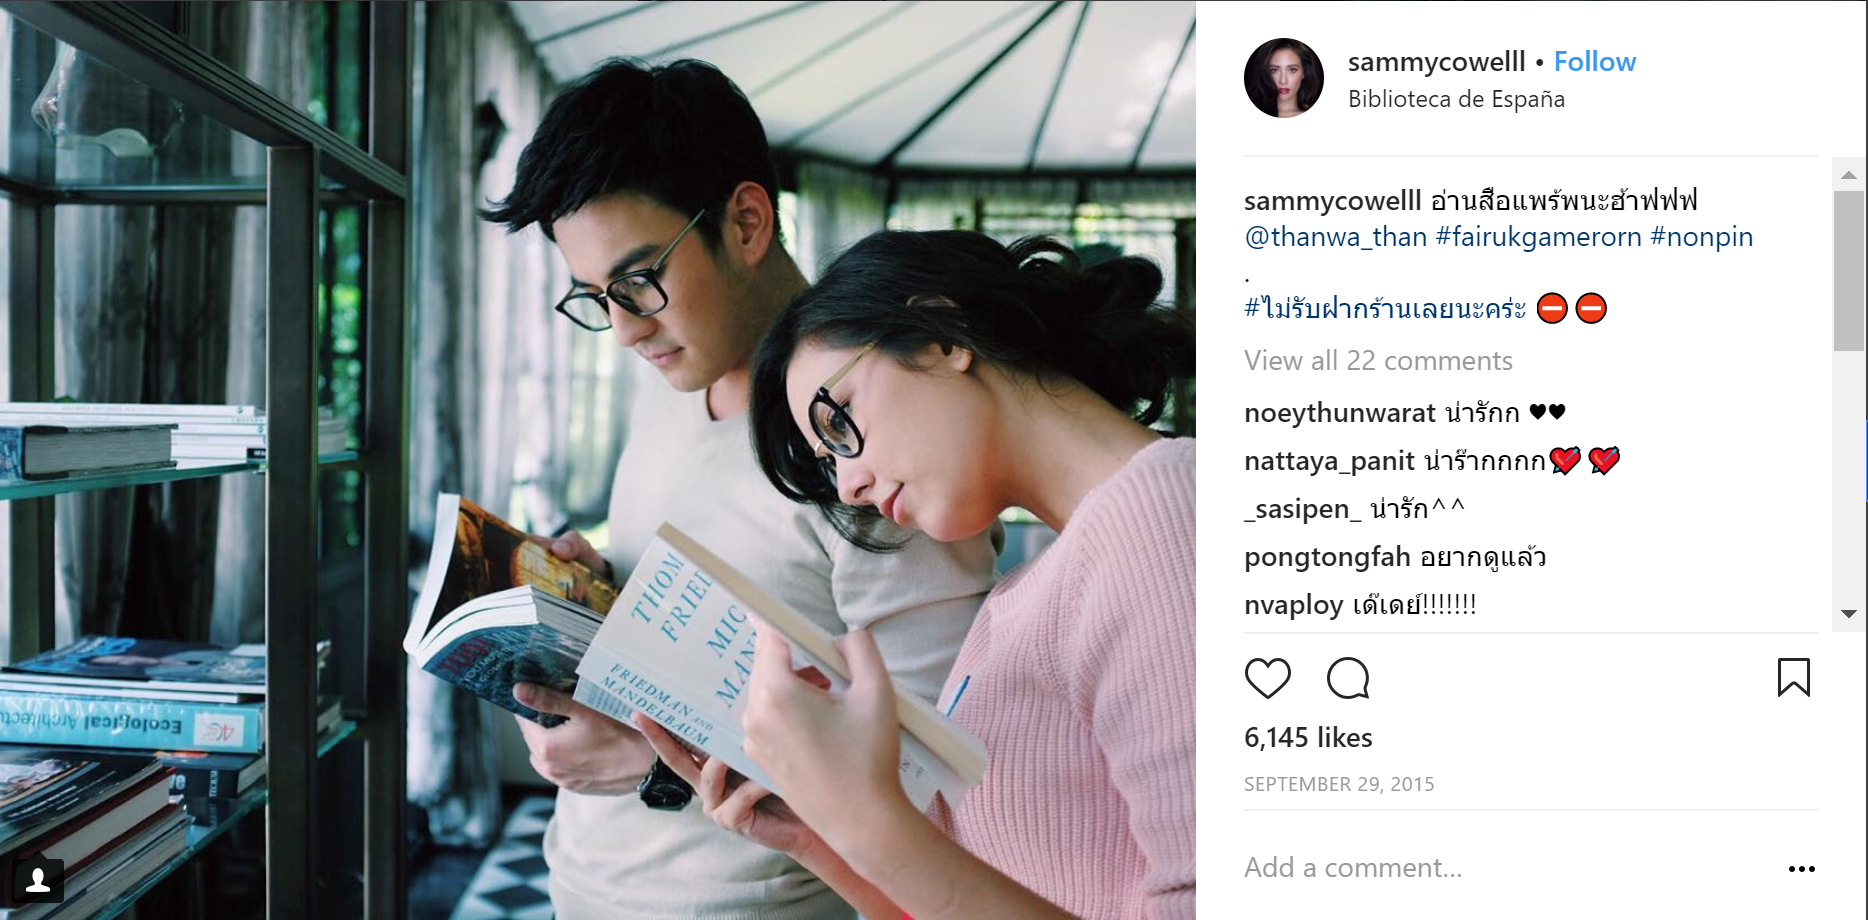 THOM
FRIED
MIC
MAN
FRIEDMAN AND
MANDELBAUM
Ecological Architectu
sammycowelll • Follow
Biblioteca de España
sammycowelll อ่านสือแพร้พนะฮ้าฟฟฟ
@thanwa_than #fairukgamerorn #nonpin
.
#ไม่รับฝากร้านเลยนะคร่ะ ⛔⛔
View all 22 comments
noeythunwarat น่ารักก ♥♥
nattaya_panit น่าร๊ากกกก💘💘
_sasipen_ น่ารัก^^
pongtongfah อยากดูแล้ว
nvaploy เด๊เดย์!!!!!!!
6,145 likes
SEPTEMBER 29, 2015
Add a comment...